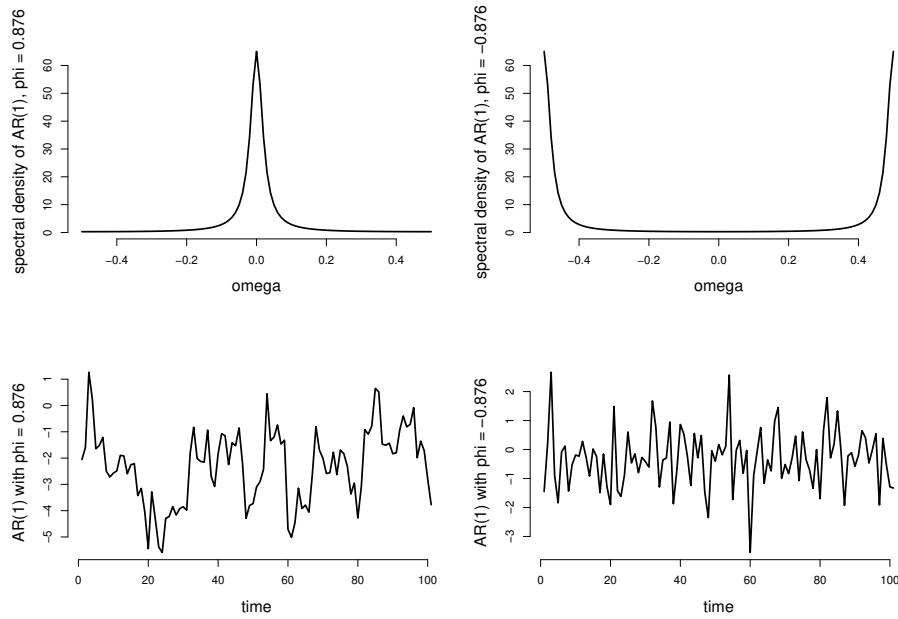 spectral density of AR(1), phi = 0.876
0 10 20 30 40 50 60
−0.4 −0.2 0.0 0.2 0.4
omega
spectral density of AR(1), phi = −0.876
0 10 20 30 40 50 60
−0.4 −0.2 0.0 0.2 0.4
omega
AR(1) with phi = 0.876
−5 −4 −3 −2 −1 0 1
0 20 40 60 80 100
time
AR(1) with phi = −0.876
−3 −2 −1 0 1 2
0 20 40 60 80 100
time